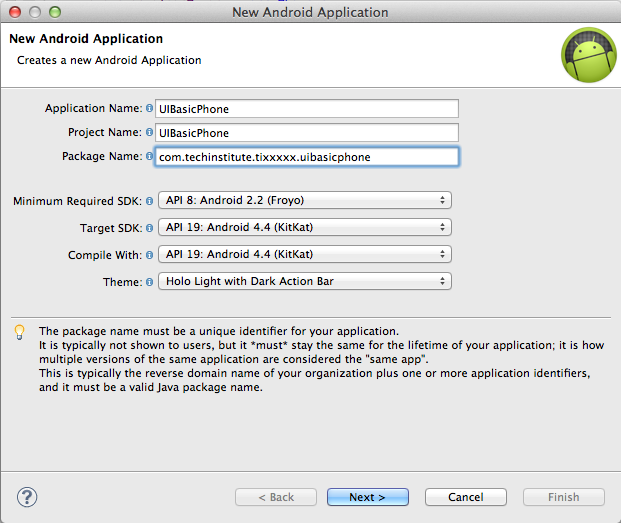 New Android Application
New Android Application
Creates a new Android Application
Application Name: UIBasicPhone
Project Name: UIBasicPhone
Package Name: com.techinstitute.tixxxxx.uibasicphone
Minimum Required SDK: API 8: Android 2.2 (Froyo)
Target SDK: API 19: Android 4.4 (KitKat)
Compile With: API 19: Android 4.4 (KitKat)
Theme: Holo Light with Dark Action Bar
The package name must be a unique identifier for your application.
It is typically not shown to users, but it *must* stay the same for the lifetime of your application; it is how
multiple versions of the same application are considered the "same app".
This is typically the reverse domain name of your organization plus one or more application identifiers,
and it must be a valid Java package name.
? < Back Next > Cancel Finish